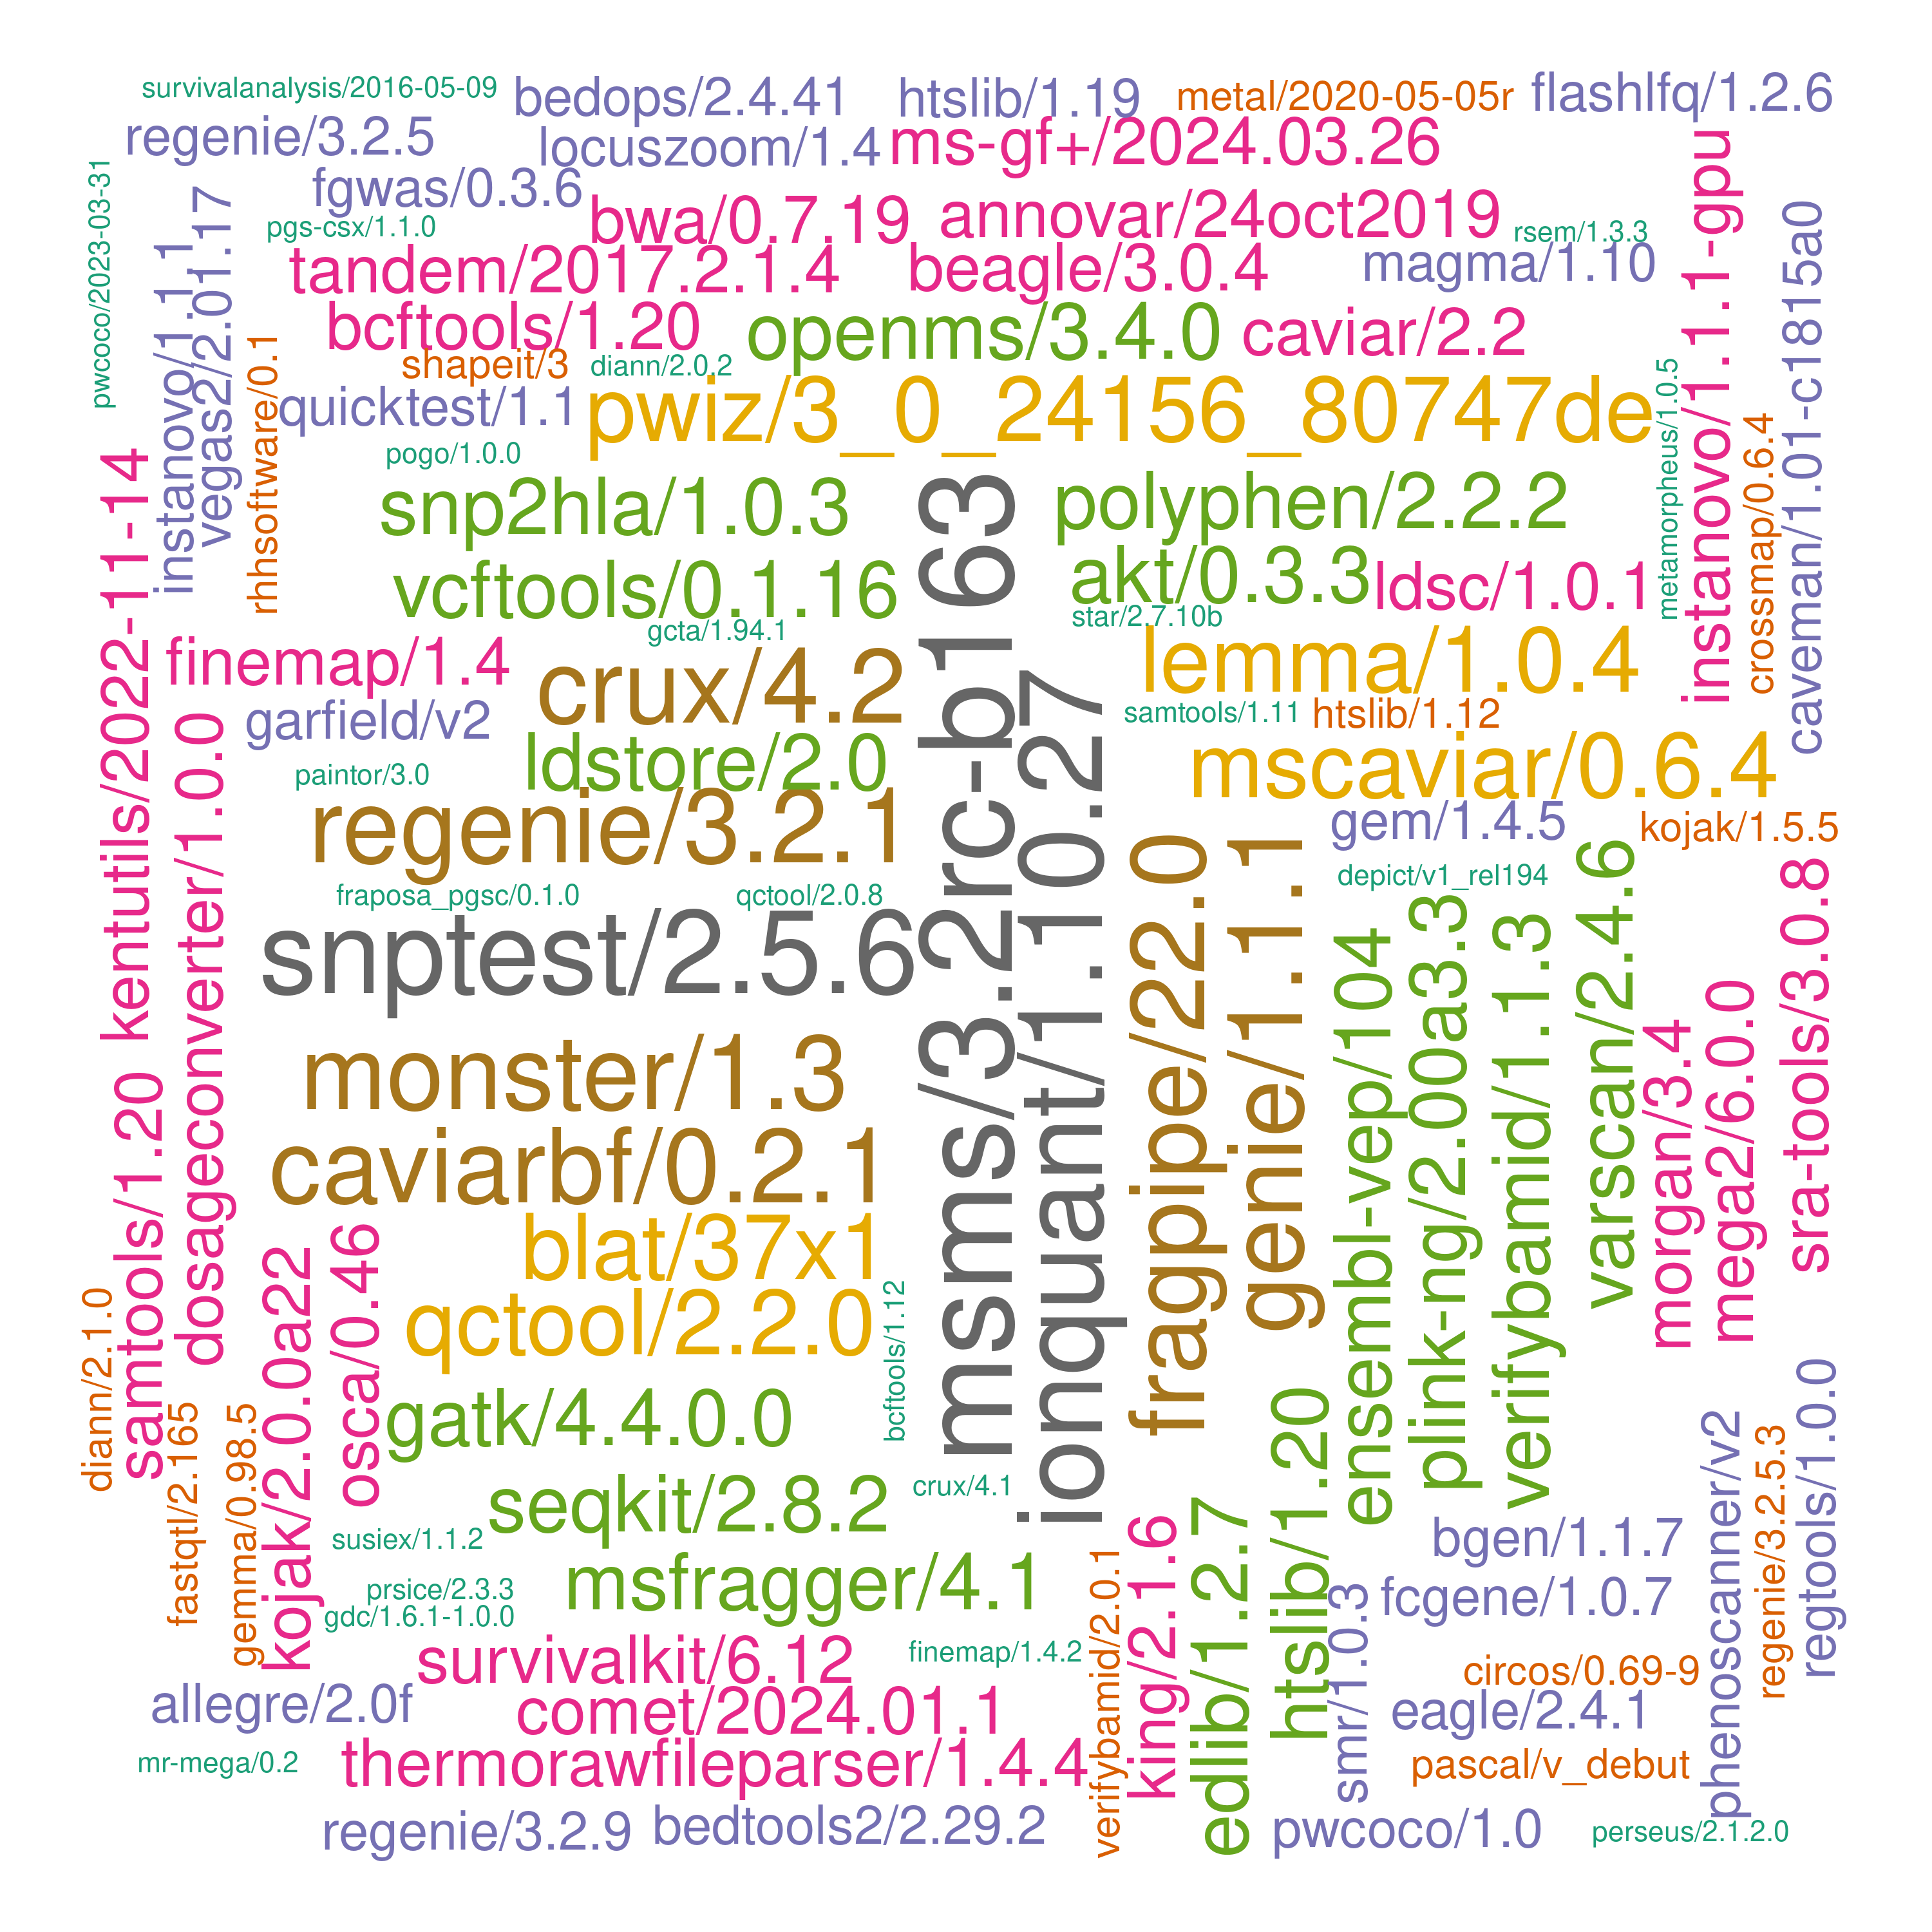 survivalanalysis/2016-05-09
bedops/2.4.41
htslib/1.19
metal/2020-05-05r
flashlfq/1.2.6
regenie/3.2.5
locuszoom/1.4
ms-gf+/2024.03.26
fgwas/0.3.6
pgs-csx/1.1.0
bwa/0.7.19
annovar/24oct2019
rsem/1.3.3
pwcoco/2023-03-31
instanovo/1.1.1
vegas2/2.01.17
tandem/2017.2.1.4
beagle/3.0.4
magma/1.10
instanovo/1.1.1-gpu
caveman/1.01-c1815a0
bcftools/1.20
openms/3.4.0
caviar/2.2
shapeit/3
diann/2.0.2
rhhsoftware/0.1
quicktest/1.1
pwiz/3_0_24156_80747de
metamorpheus/1.0.5
crossmap/0.6.4
pogo/1.0.0
kentutils/2022-11-14
snp2hla/1.0.3
msms/3.2rc-b163
polyphen/2.2.2
vcftools/0.1.16
akt/0.3.3
ldsc/1.0.1
star/2.7.10b
gcta/1.94.1
finemap/1.4
crux/4.2
ionquant/1.10.27
lemma/1.0.4
garfield/v2
samtools/1.11
htslib/1.12
dosageconverter/1.0.0
ldstore/2.0
mscaviar/0.6.4
paintor/3.0
regenie/3.2.1
gem/1.4.5
kojak/1.5.5
fragpipe/22.0
genie/1.1.1
depict/v1_rel194
varscan/2.4.6
sra-tools/3.0.8
fraposa_pgsc/0.1.0
qctool/2.0.8
snptest/2.5.6
ensembl-vep/104
plink-ng/2.00a3.3
verifybamid/1.1.3
morgan/3.4
mega2/6.0.0
monster/1.3
samtools/1.20
caviarbf/0.2.1
blat/37x1
kojak/2.0.0a22
osca/0.46
qctool/2.2.0
bcftools/1.12
diann/2.1.0
gatk/4.4.0.0
fastqtl/2.165
gemma/0.98.5
htslib/1.20
phenoscanner/v2
regenie/3.2.5.3
regtools/1.0.0
seqkit/2.8.2
crux/4.1
king/2.1.6
edlib/1.2.7
bgen/1.1.7
susiex/1.1.2
msfragger/4.1
prsice/2.3.3
gdc/1.6.1-1.0.0
verifybamid/2.0.1
smr/1.0.3
fcgene/1.0.7
survivalkit/6.12
finemap/1.4.2
circos/0.69-9
allegre/2.0f
comet/2024.01.1
eagle/2.4.1
mr-mega/0.2
thermorawfileparser/1.4.4
pascal/v_debut
regenie/3.2.9
bedtools2/2.29.2
pwcoco/1.0
perseus/2.1.2.0